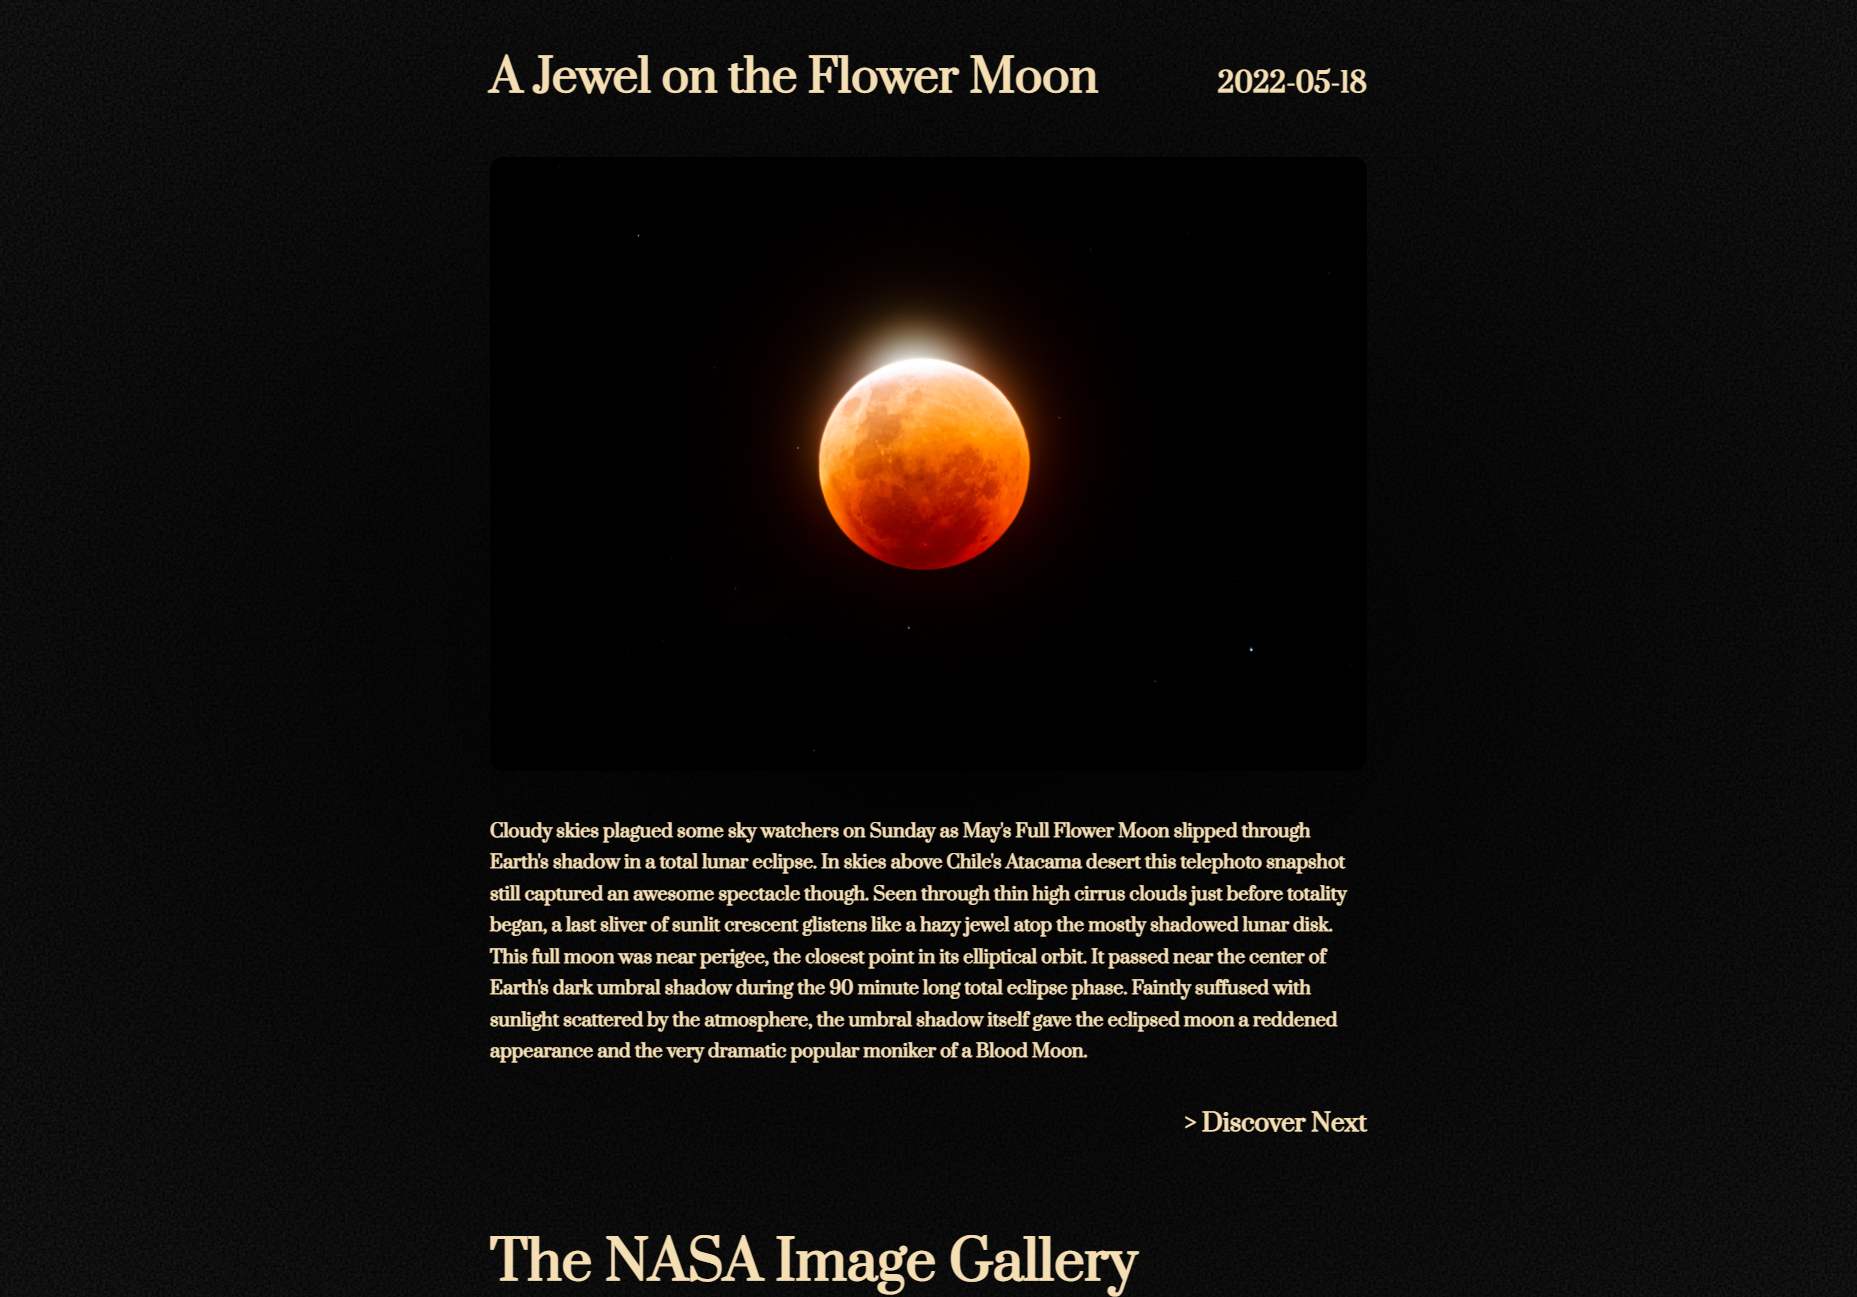 A Jewel on the Flower Moon
2022-05-18
Cloudy skies plagued some sky watchers on Sunday as May's Full Flower Moon slipped through
Earth's shadow in a total lunar eclipse. In skies above Chile's Atacama desert this telephoto snapshot
still captured an awesome spectacle though. Seen through thin high cirrus clouds just before totality
began, a last sliver of sunlit crescent glistens like a hazy jewel atop the mostly shadowed lunar disk.
This full moon was near perigee, the closest point in its elliptical orbit. It passed near the center of
Earth's dark umbral shadow during the 90 minute long total eclipse phase. Faintly suffused with
sunlight scattered by the atmosphere, the umbral shadow itself gave the eclipsed moon a reddened
appearance and the very dramatic popular moniker of a Blood Moon.
> Discover Next
The NASA Image Gallery